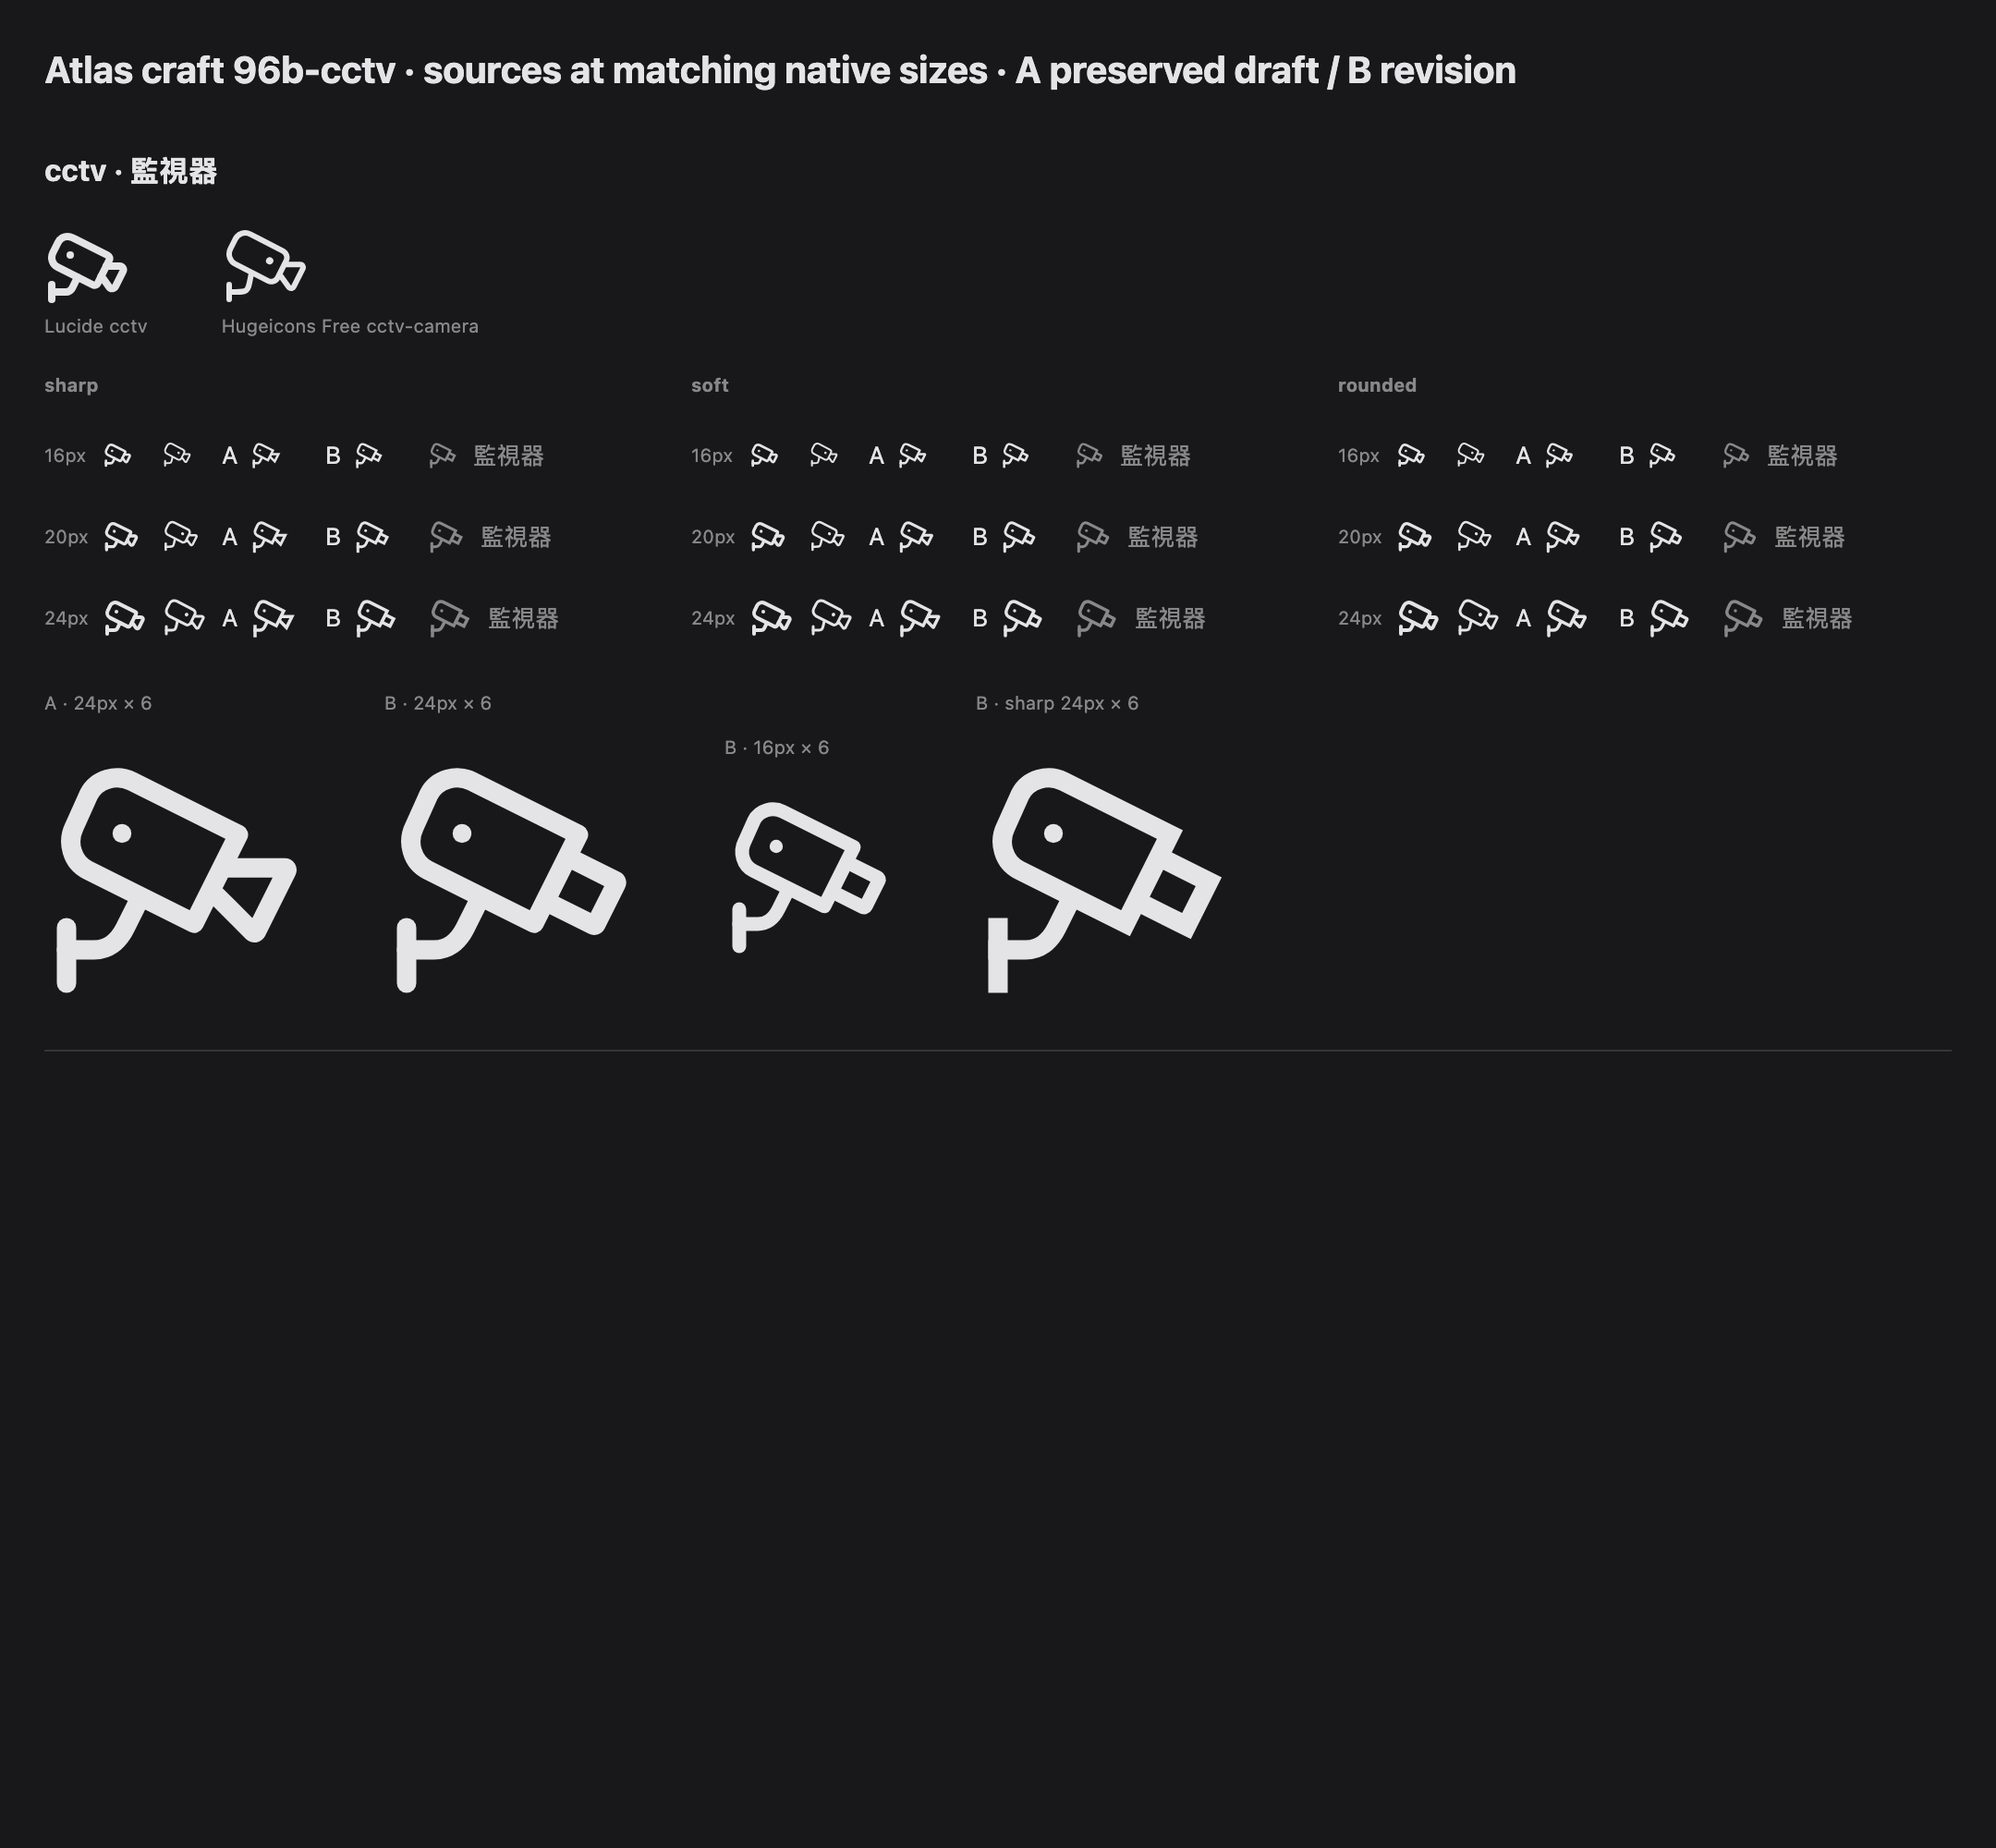 Atlas craft 96b-cctv · sources at matching native sizes · A preserved draft / B revision
cctv · 監視器
Lucide cctv
Hugeicons Free cctv-camera
sharp
soft
rounded
16px A B 監視器
16px A B 監視器
16px A B 監視器
20px A B 監視器
20px A B 監視器
20px A B 監視器
24px A B 監視器
24px A B 監視器
24px A B 監視器
A · 24px × 6
B · 24px × 6
B · 16px × 6
B · sharp 24px × 6